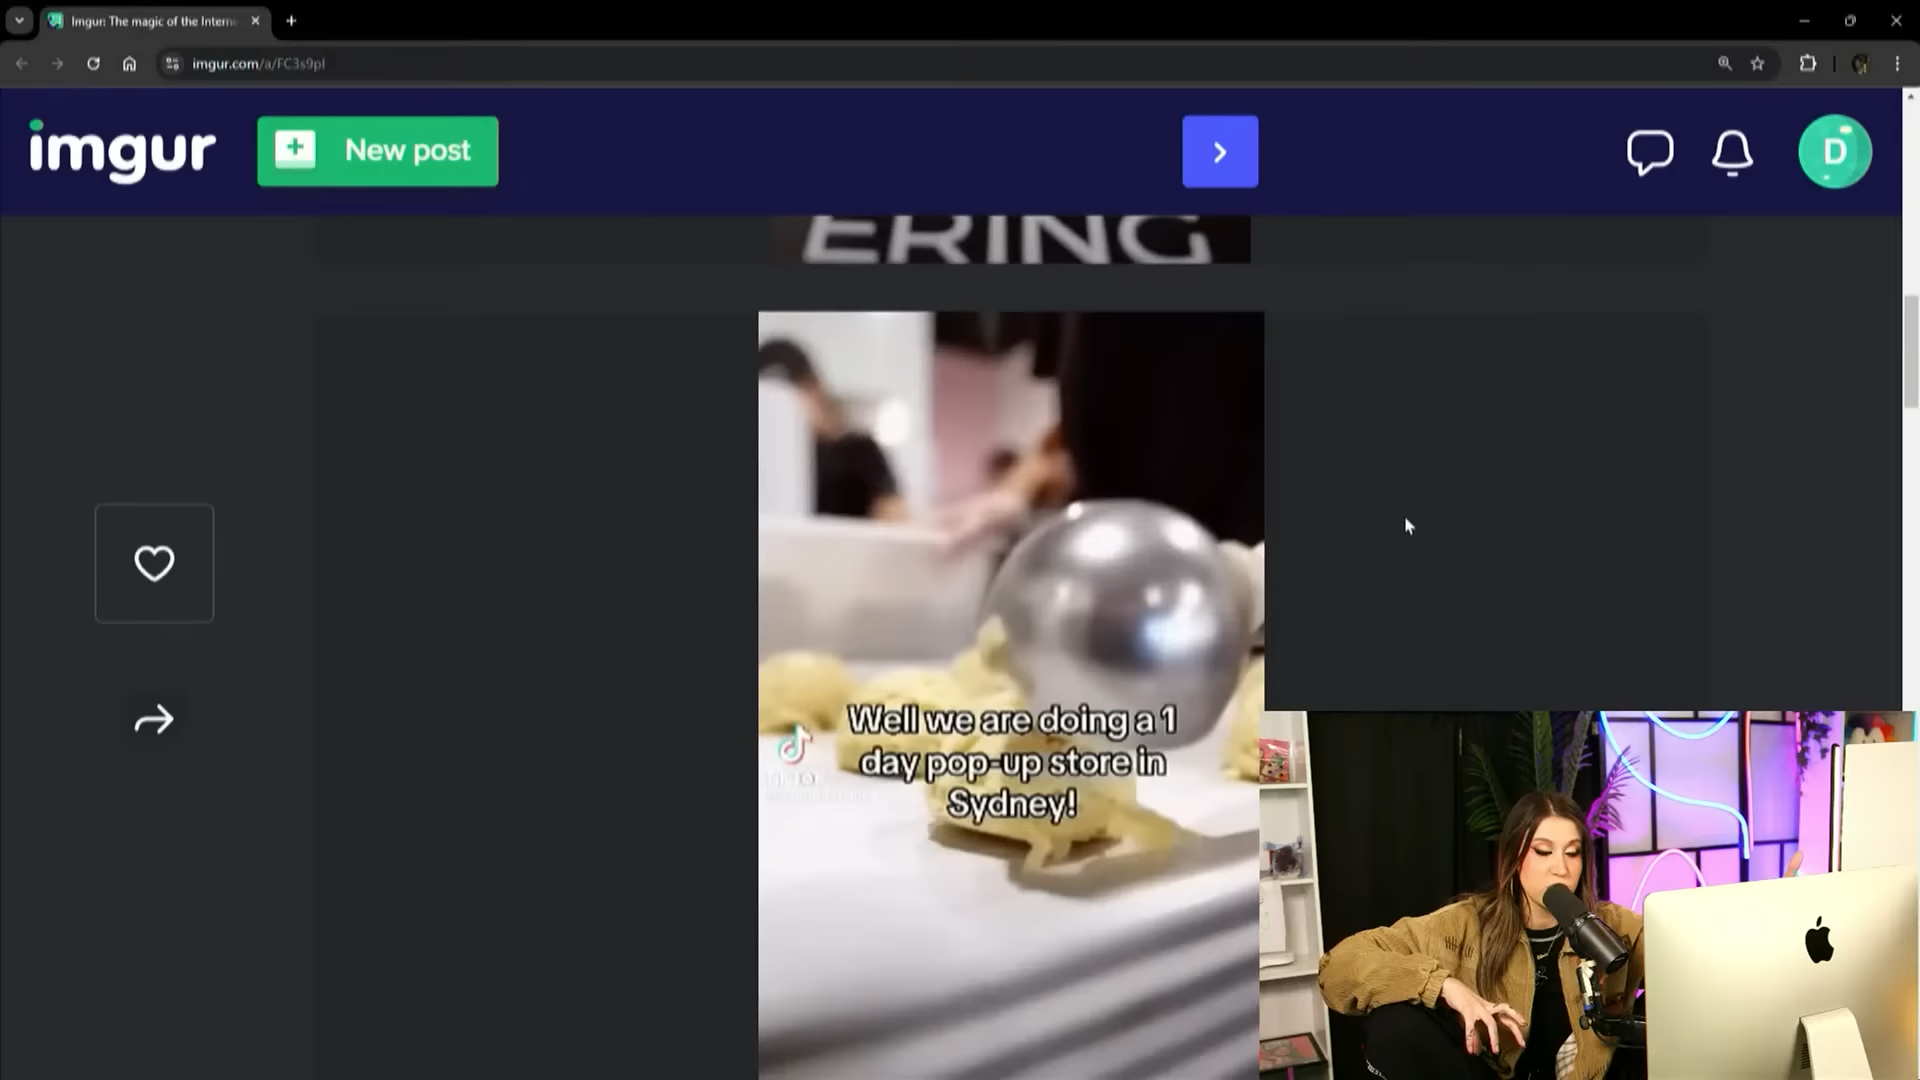 Imgur: The magic of the Intern
imgur.com/a/FC3s9pl
imgur
New post
D
ERING
Well we are doing a 1
day pop-up store in
Sydney!